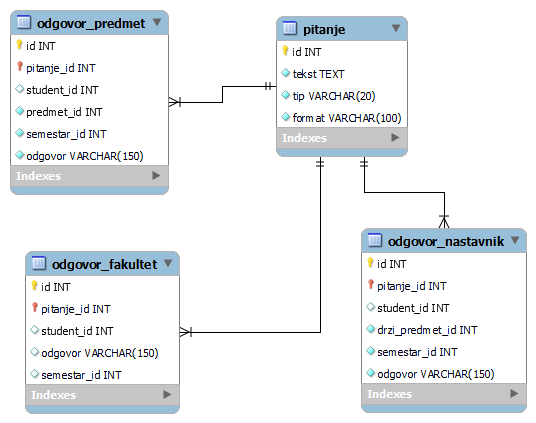 odgovor_predmet
id INT
pitanje_id INT
student_id INT
predmet_id INT
semestar_id INT
odgovor VARCHAR(150)
Indexes
pitanje
id INT
tekst TEXT
tip VARCHAR(20)
format VARCHAR(100)
Indexes
odgovor_fakultet
id INT
pitanje_id INT
student_id INT
odgovor VARCHAR(150)
semestar_id INT
Indexes
odgovor_nastavnik
id INT
pitanje_id INT
student_id INT
drzi_predmet_id INT
semestar_id INT
odgovor VARCHAR(150)
Indexes